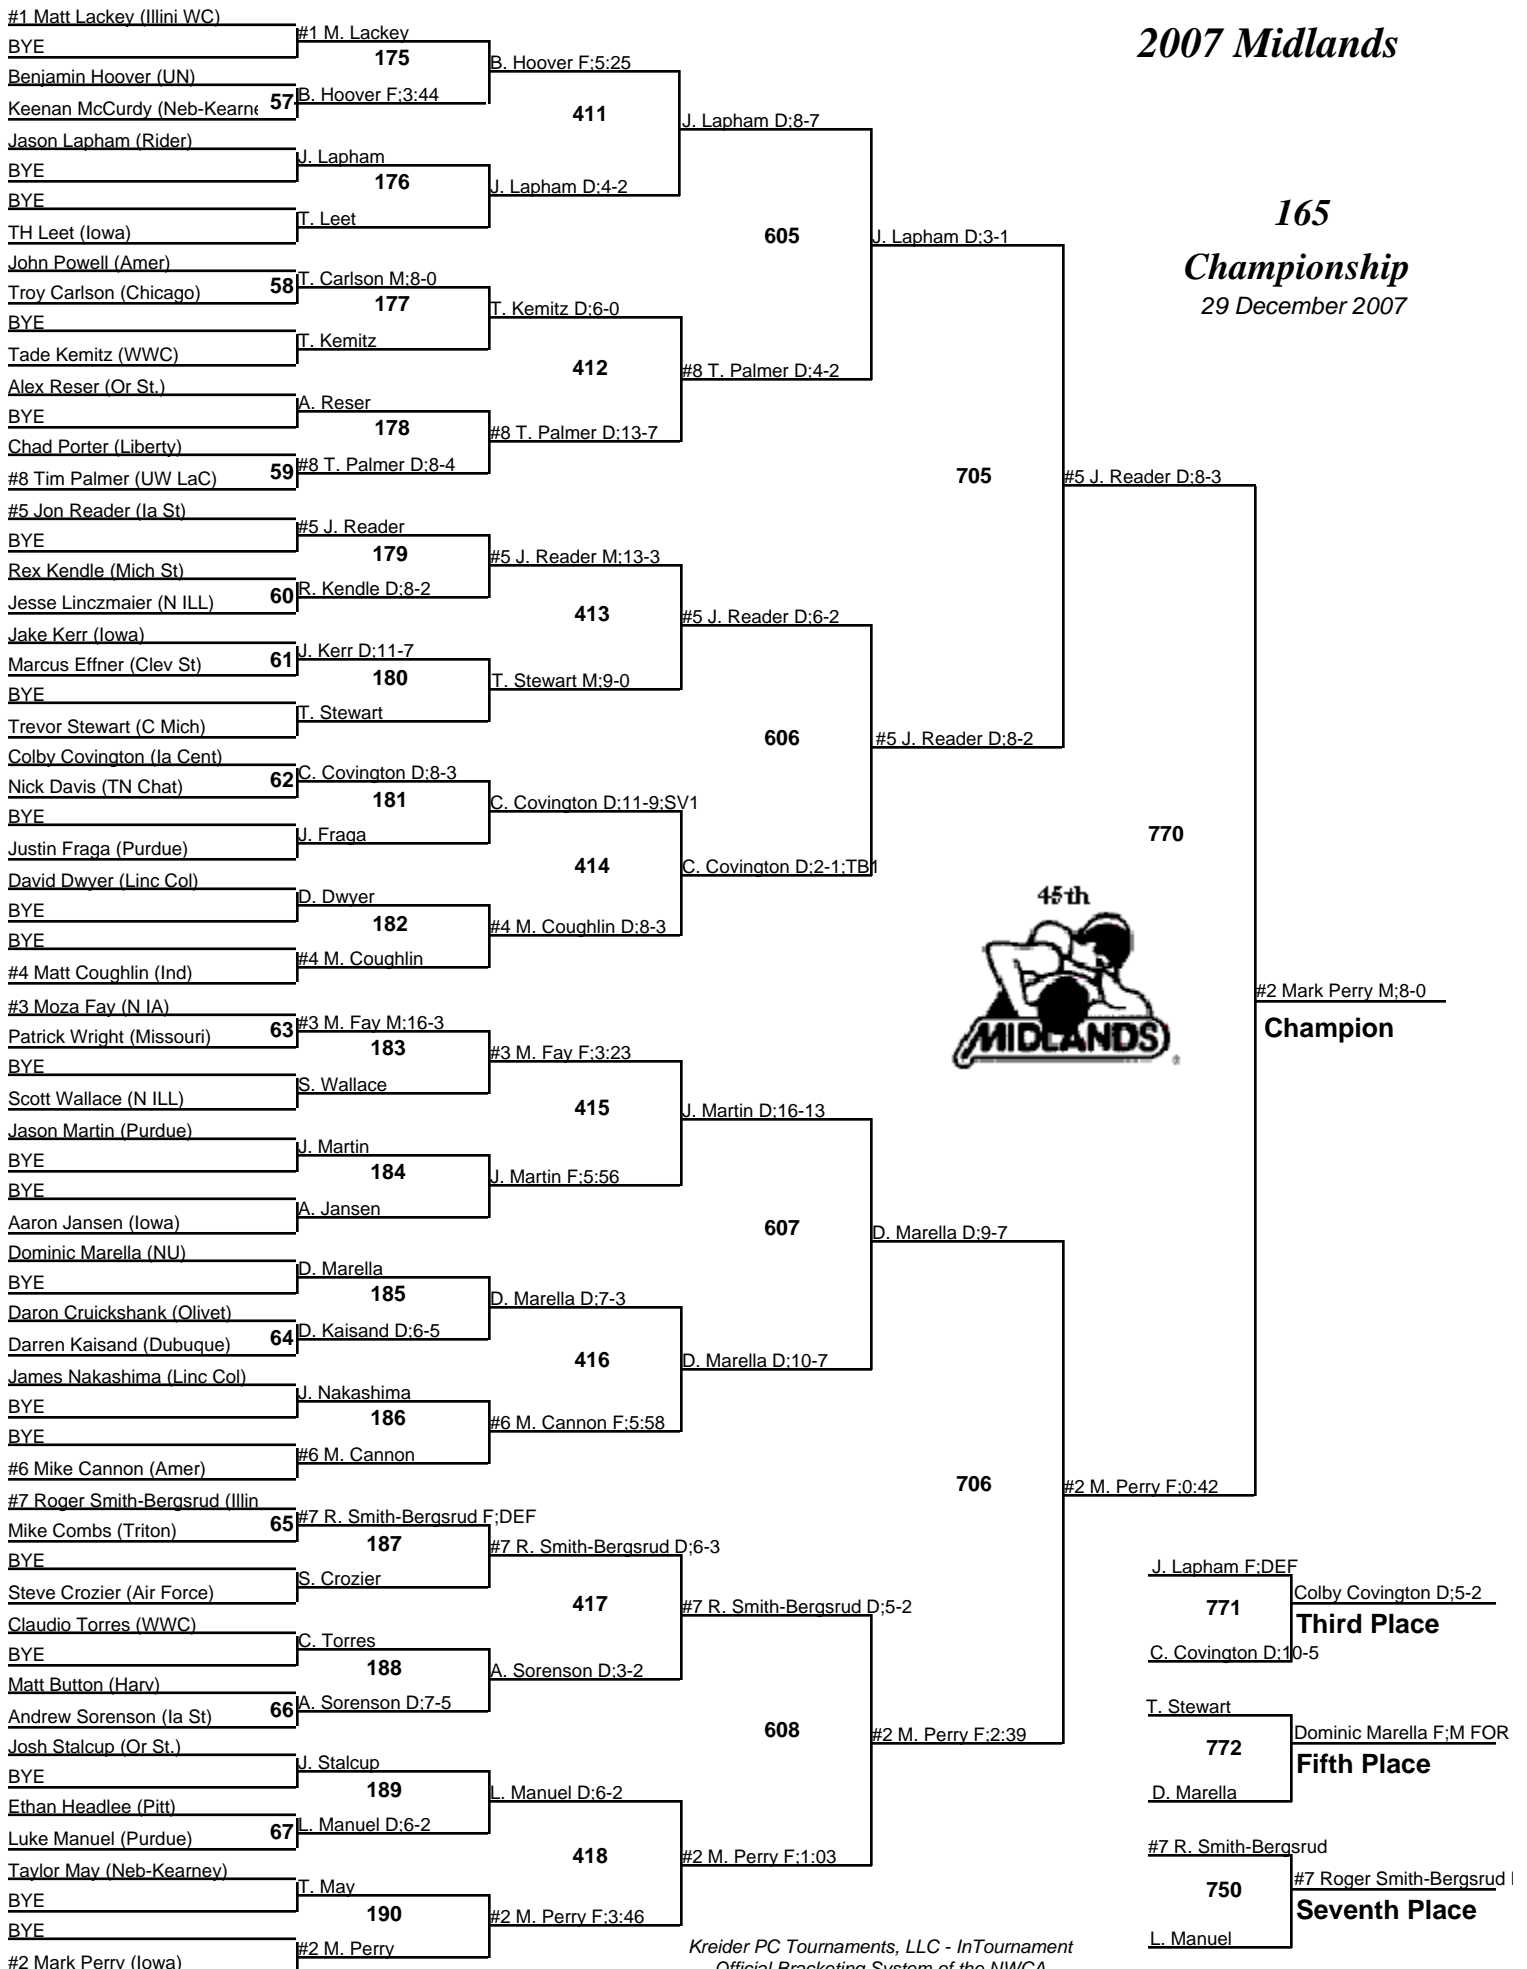 2007 Midlands
165
Championship
29 December 2007
#1 Matt Lackey (Illini WC)
BYE
Benjamin Hoover (UN)
Keenan McCurdy (Neb-Kearne
57
Jason Lapham (Rider)
BYE
BYE
TH Leet (Iowa)
John Powell (Amer)
Troy Carlson (Chicago)
58
BYE
Tade Kemitz (WWC)
Alex Reser (Or St.)
BYE
Chad Porter (Liberty)
#8 Tim Palmer (UW LaC)
59
#5 Jon Reader (Ia St)
BYE
Rex Kendle (Mich St)
Jesse Linczmaier (N ILL)
60
Jake Kerr (Iowa)
Marcus Effner (Clev St)
61
BYE
Trevor Stewart (C Mich)
Colby Covington (Ia Cent)
Nick Davis (TN Chat)
62
BYE
Justin Fraga (Purdue)
David Dwyer (Linc Col)
BYE
BYE
#4 Matt Coughlin (Ind)
#3 Moza Fay (N IA)
Patrick Wright (Missouri)
63
BYE
Scott Wallace (N ILL)
Jason Martin (Purdue)
BYE
BYE
Aaron Jansen (Iowa)
Dominic Marella (NU)
BYE
Daron Cruickshank (Olivet)
Darren Kaisand (Dubuque)
64
James Nakashima (Linc Col)
BYE
BYE
#6 Mike Cannon (Amer)
#7 Roger Smith-Bergsrud (Illin
Mike Combs (Triton)
65
BYE
Steve Crozier (Air Force)
Claudio Torres (WWC)
BYE
Matt Button (Harv)
Andrew Sorenson (Ia St)
66
Josh Stalcup (Or St.)
BYE
Ethan Headlee (Pitt)
Luke Manuel (Purdue)
67
Taylor May (Neb-Kearney)
BYE
BYE
#2 Mark Perry (Iowa)
#1 M. Lackey
175
B. Hoover F;3:44
J. Lapham
176
T. Leet
T. Carlson M;8-0
177
T. Kemitz
A. Reser
178
#8 T. Palmer D;8-4
#5 J. Reader
179
R. Kendle D;8-2
J. Kerr D;11-7
180
T. Stewart
C. Covington D;8-3
181
J. Fraga
D. Dwyer
182
#4 M. Coughlin
#3 M. Fay M;16-3
183
S. Wallace
J. Martin
184
A. Jansen
D. Marella
185
D. Kaisand D;6-5
J. Nakashima
186
#6 M. Cannon
#7 R. Smith-Bergsrud F;DEF
187
S. Crozier
C. Torres
188
A. Sorenson D;7-5
J. Stalcup
189
L. Manuel D;6-2
T. May
190
#2 M. Perry
B. Hoover F;5:25
411
J. Lapham D;4-2
T. Kemitz D;6-0
412
#8 T. Palmer D;13-7
#5 J. Reader M;13-3
413
T. Stewart M;9-0
C. Covington D;11-9;SV1
414
#4 M. Coughlin D;8-3
#3 M. Fay F;3:23
415
J. Martin F;5:56
D. Marella D;7-3
416
#6 M. Cannon F;5:58
#7 R. Smith-Bergsrud D;6-3
417
A. Sorenson D;3-2
L. Manuel D;6-2
418
#2 M. Perry F;3:46
J. Lapham D;8-7
605
#8 T. Palmer D;4-2
#5 J. Reader D;6-2
606
C. Covington D;2-1;TB1
J. Martin D;16-13
607
D. Marella D;10-7
#7 R. Smith-Bergsrud D;5-2
608
#2 M. Perry F;1:03
J. Lapham D;3-1
705
#5 J. Reader D;8-2
D. Marella D;9-7
706
#2 M. Perry F;2:39
#5 J. Reader D;8-3
770
#2 M. Perry F;0:42
45th
MIDLANDS
#2 Mark Perry M;8-0
Champion
J. Lapham F;DEF
771
C. Covington D;10-5
Colby Covington D;5-2
Third Place
T. Stewart
772
D. Marella
Dominic Marella F;M FOR
Fifth Place
#7 R. Smith-Bergsrud
750
L. Manuel
#7 Roger Smith-Bergsrud
Seventh Place
Kreider PC Tournaments, LLC - InTournament
Official Bracketing System of the NWCA